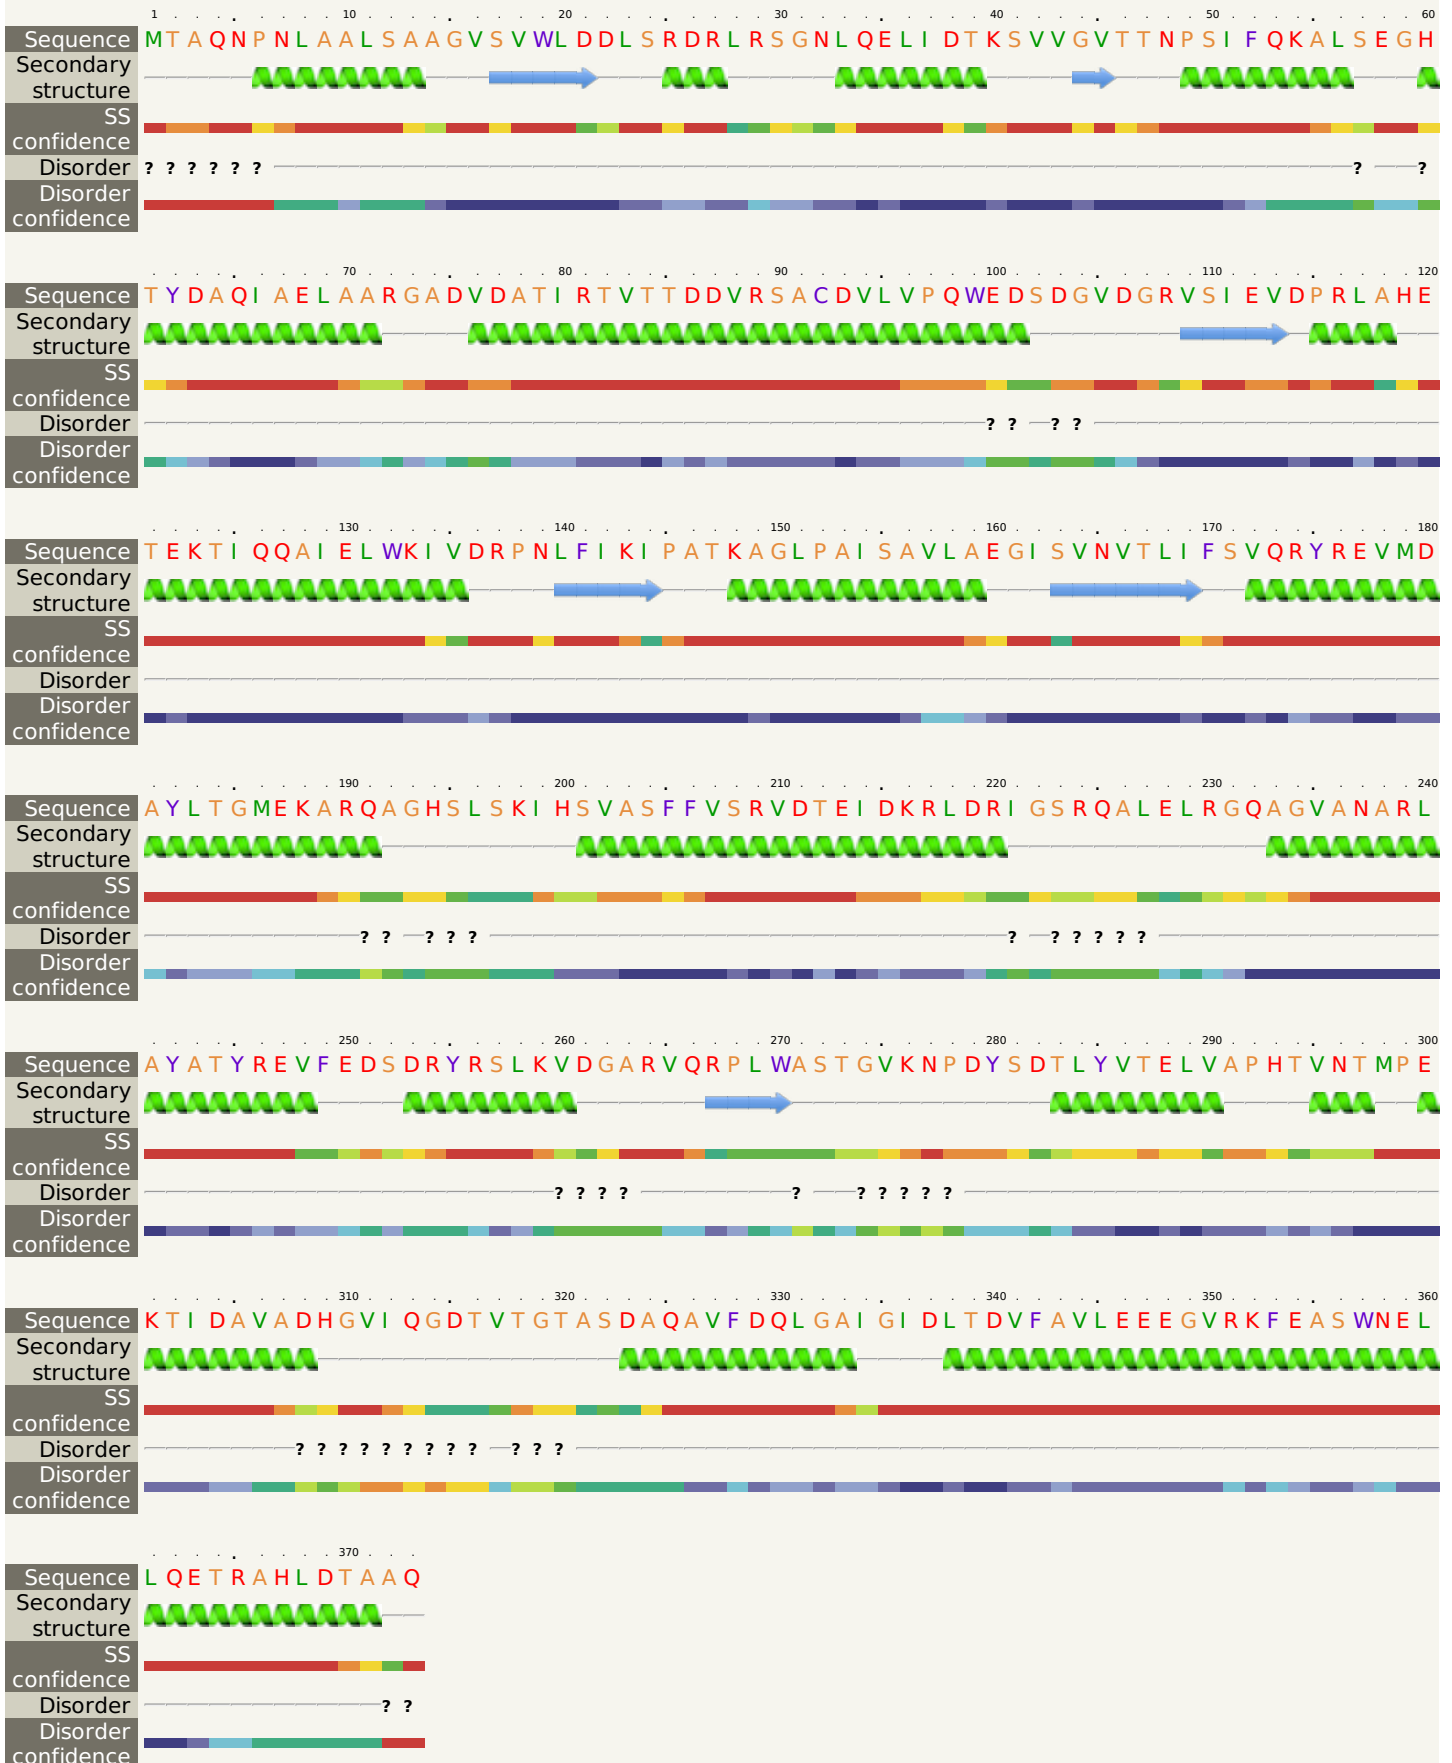 1 . . . . . . . . 10 . . . . . . . . . 20 . . . . . . . . . 30 . . . . . . . . . 40 . . . . . . . . . 50 . . . . . . . . . 60
Sequence MTAQNPNLAALSAAGVSVWLDDLSRDRLRSGNLQELIDTKSVVGVTTNPSIFQKALSEGH
Secondary
structure
SS
confidence
Disorder ? ? ? ? ? ? ? ?
Disorder
confidence
. . . . . . . . . 70 . . . . . . . . . 80 . . . . . . . . . 90 . . . . . . . . . 100 . . . . . . . . . 110 . . . . . . . . . 120
Sequence TYDAQIAELAARGADVDATIRTVTTDDVRSACDVLVPQWEDSDGVDGRVSIEVDPRLAHE
Secondary
structure
SS
confidence
Disorder ? ? ? ?
Disorder
confidence
. . . . . . . . . 130 . . . . . . . . . 140 . . . . . . . . . 150 . . . . . . . . . 160 . . . . . . . . . 170 . . . . . . . . . 180
Sequence TEKTIQQAIELWKIVDRPNLFIKIPATKAGLPAISAVLAEGISVNVTLIFSVQRYREVMD
Secondary
structure
SS
confidence
Disorder
Disorder
confidence
. . . . . . . . . 190 . . . . . . . . . 200 . . . . . . . . . 210 . . . . . . . . . 220 . . . . . . . . . 230 . . . . . . . . . 240
Sequence AYLTGMEKARQAGHSLSKIHSVASFFVSRVDTEIDKRLDRIGSRQALELRGQAGVANARL
Secondary
structure
SS
confidence
Disorder ? ? ? ? ? ? ? ? ? ? ?
Disorder
confidence
. . . . . . . . . 250 . . . . . . . . . 260 . . . . . . . . . 270 . . . . . . . . . 280 . . . . . . . . . 290 . . . . . . . . . 300
Sequence AYATYREVFEDSDRYRSLKVDGARVQRPLWASTGVKNPDYSDTLYVTELVAPHTVNTMPE
Secondary
structure
SS
confidence
Disorder ? ? ? ? ? ? ? ? ? ?
Disorder
confidence
. . . . . . . . . 310 . . . . . . . . . 320 . . . . . . . . . 330 . . . . . . . . . 340 . . . . . . . . . 350 . . . . . . . . . 360
Sequence KTIDAVADHGVIQGDTVTGTASDAQAVFDQLGAIGIDLTDVFAVLEEEGVRKFEASWNEL
Secondary
structure
SS
confidence
Disorder ? ? ? ? ? ? ? ? ? ? ? ?
Disorder
confidence
. . . . . . . . . 370 . . .
Sequence LQETRAHLDTAAQ
Secondary
structure
SS
confidence
Disorder ? ?
Disorder
confidence